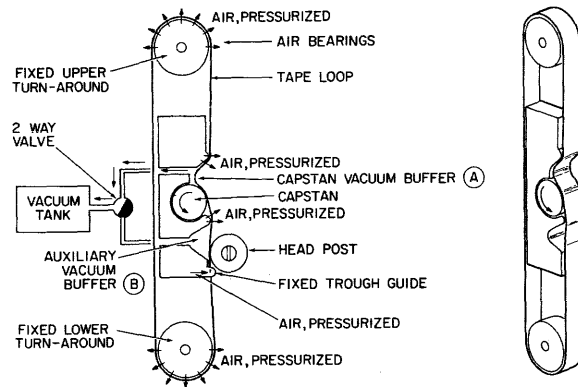 AIR, PRESSURIZED
AIR BEARINGS
FIXED UPPER
TURN-AROUND
TAPE LOOP
2 WAY
VALVE
AIR, PRESSURIZED
CAPSTAN VACUUM BUFFER A
CAPSTAN
VACUUM
TANK
AIR, PRESSURIZED
HEAD POST
AUXILIARY
VACUUM
BUFFER B
FIXED TROUGH GUIDE
AIR, PRESSURIZED
FIXED LOWER
TURN-AROUND
AIR, PRESSURIZED